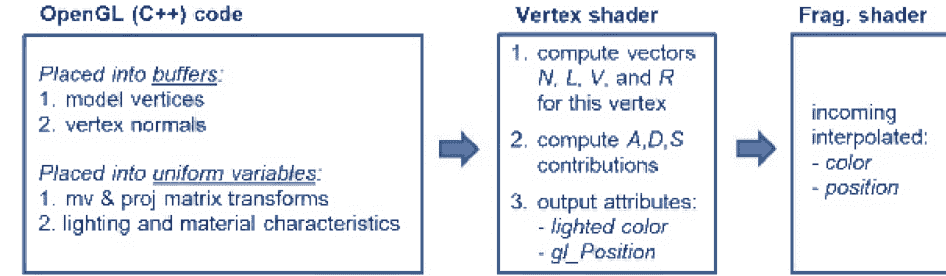 OpenGL (C++) code
Placed into buffers:
1. model vertices
2. vertex normals
Placed into uniform variables:
1. mv & proj matrix transforms
2. lighting and material characteristics
Vertex shader
1. compute vectors
N, L, V, and R
for this vertex
2. compute A,D,S
contributions
3. output attributes:
- lighted color
- gl_Position
Frag. shader
incoming
interpolated:
- color
- position